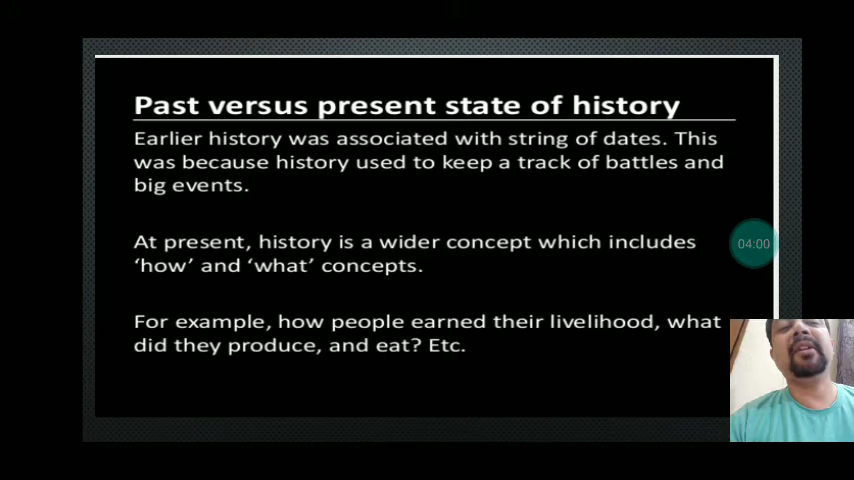 Past versus present state of history
Earlier history was associated with string of dates. This
was because history used to keep a track of battles and
big events.
At present, history is a wider concept which includes
‘how’ and ‘what’ concepts.
04:00
For example, how people earned their livelihood, what
did they produce, and eat? Etc.